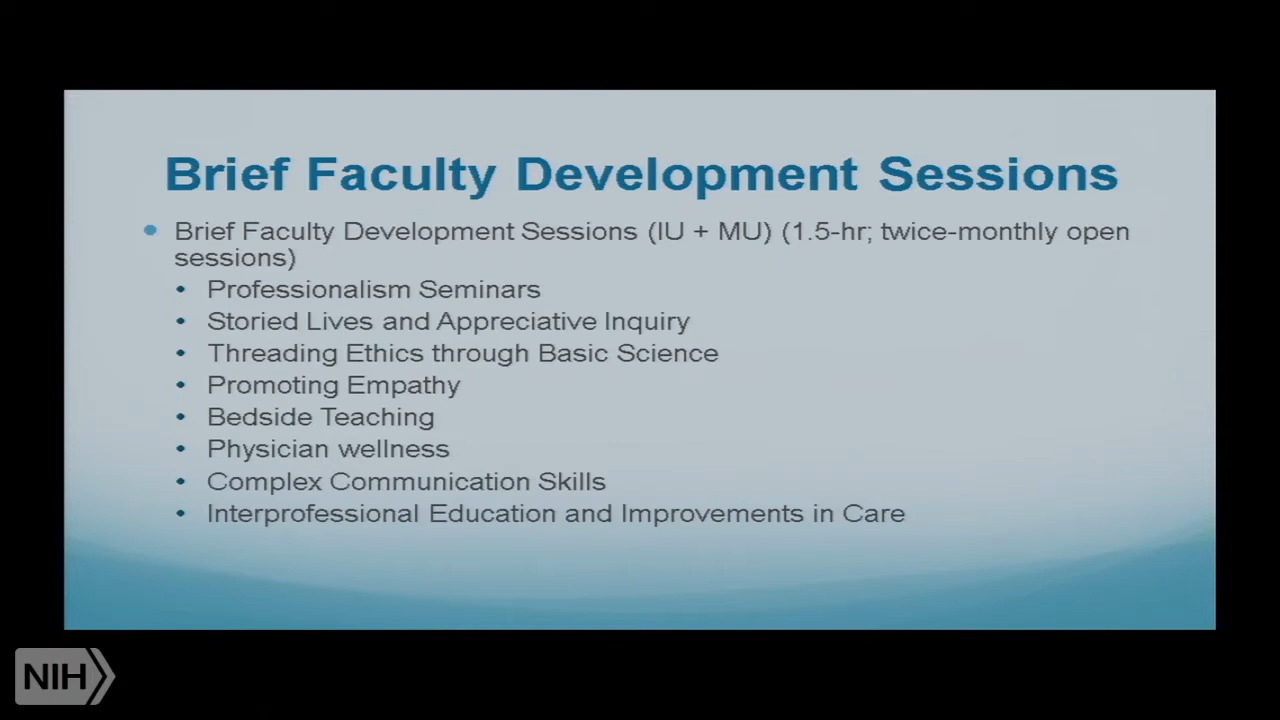 Brief Faculty Development Sessions
• Brief Faculty Development Sessions (IU + MU) (1.5-hr; twice-monthly open
sessions)
• Professionalism Seminars
• Storied Lives and Appreciative Inquiry
• Threading Ethics through Basic Science
• Promoting Empathy
• Bedside Teaching
• Physician wellness
• Complex Communication Skills
• Interprofessional Education and Improvements in Care
NIH